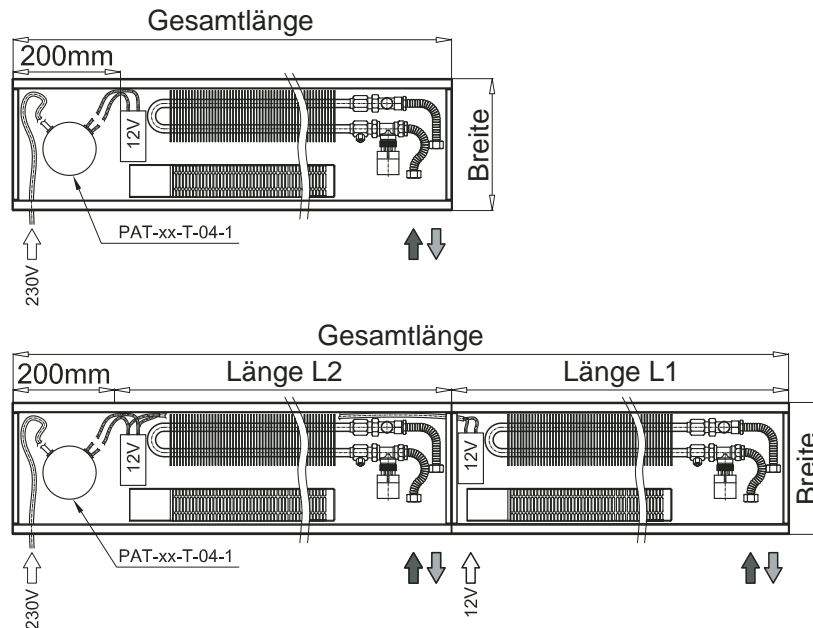 Gesamtlänge
200mm
12V
Breite
PAT-xx-T-04-1
230V
Gesamtlänge
200mm
Länge L2
Länge L1
12V
12V
Breite
PAT-xx-T-04-1
230V
12V